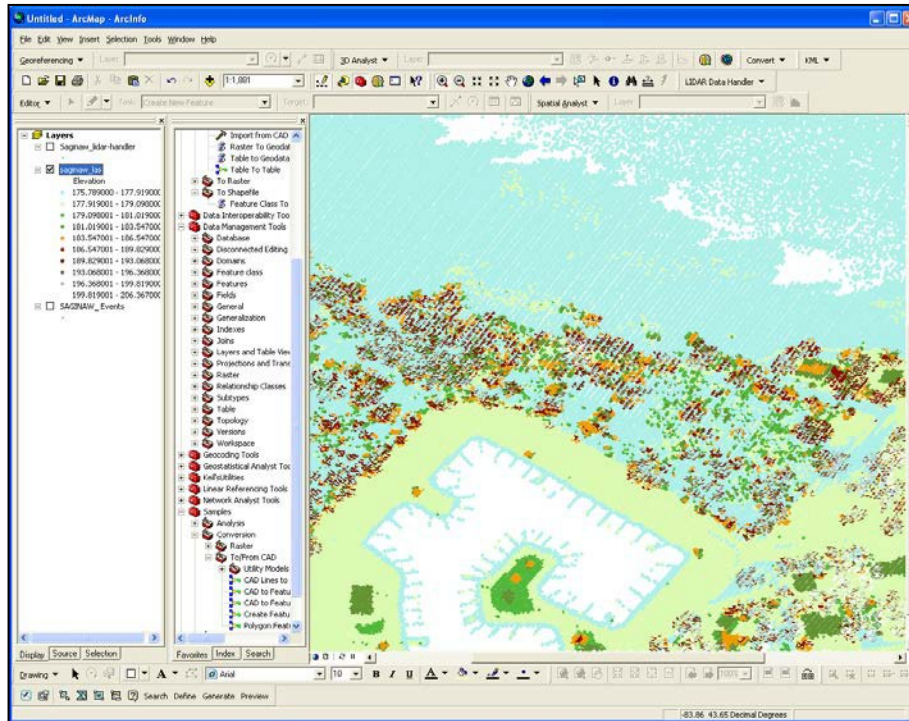 Untitled - ArcMap - ArcInfo
File Edit View Insert Selection Tools Window Help
Georeferencing Layer: 3D Analyst Layer: Convert KML
1:1,081 LIDAR Data Handler
Editor Task: Create New Feature Target: Spatial Analyst Layer:
Layers
Saginaw_lidar-handler
saginaw_las
Elevation
175.789000 - 177.919000
177.919001 - 179.098000
179.098001 - 181.019000
181.019001 - 183.547000
183.547001 - 186.547000
186.547001 - 189.829000
189.829001 - 193.068000
193.068001 - 196.368000
196.368001 - 199.819000
199.819001 - 206.367000
SAGINAW_Events
Import from CAD
Raster To Geodata
Table to Geodata
Table To Table
To Raster
To Shapefile
Feature Class To
Data Interoperability Too
Data Management Tools
Database
Disconnected Editing
Domains
Feature class
Features
Fields
General
Generalization
Indexes
Joins
Layers and Table View
Projections and Trans
Raster
Relationship Classes
Subtypes
Table
Topology
Versions
Workspace
Geocoding Tools
Geostatistical Analyst Too
Linear Referencing Tools
Network Analyst Tools
Samples
Analysis
Conversion
Raster
To/From CAD
Utility Models
CAD Lines to
CAD to Featu
CAD to Featu
Create Featu
Polygon Feat
Display Source Selection
Favorites Index Search
Drawing A Arial 10 B I U A
Search Define Generate Preview
-83.86 43.65 Decimal Degrees